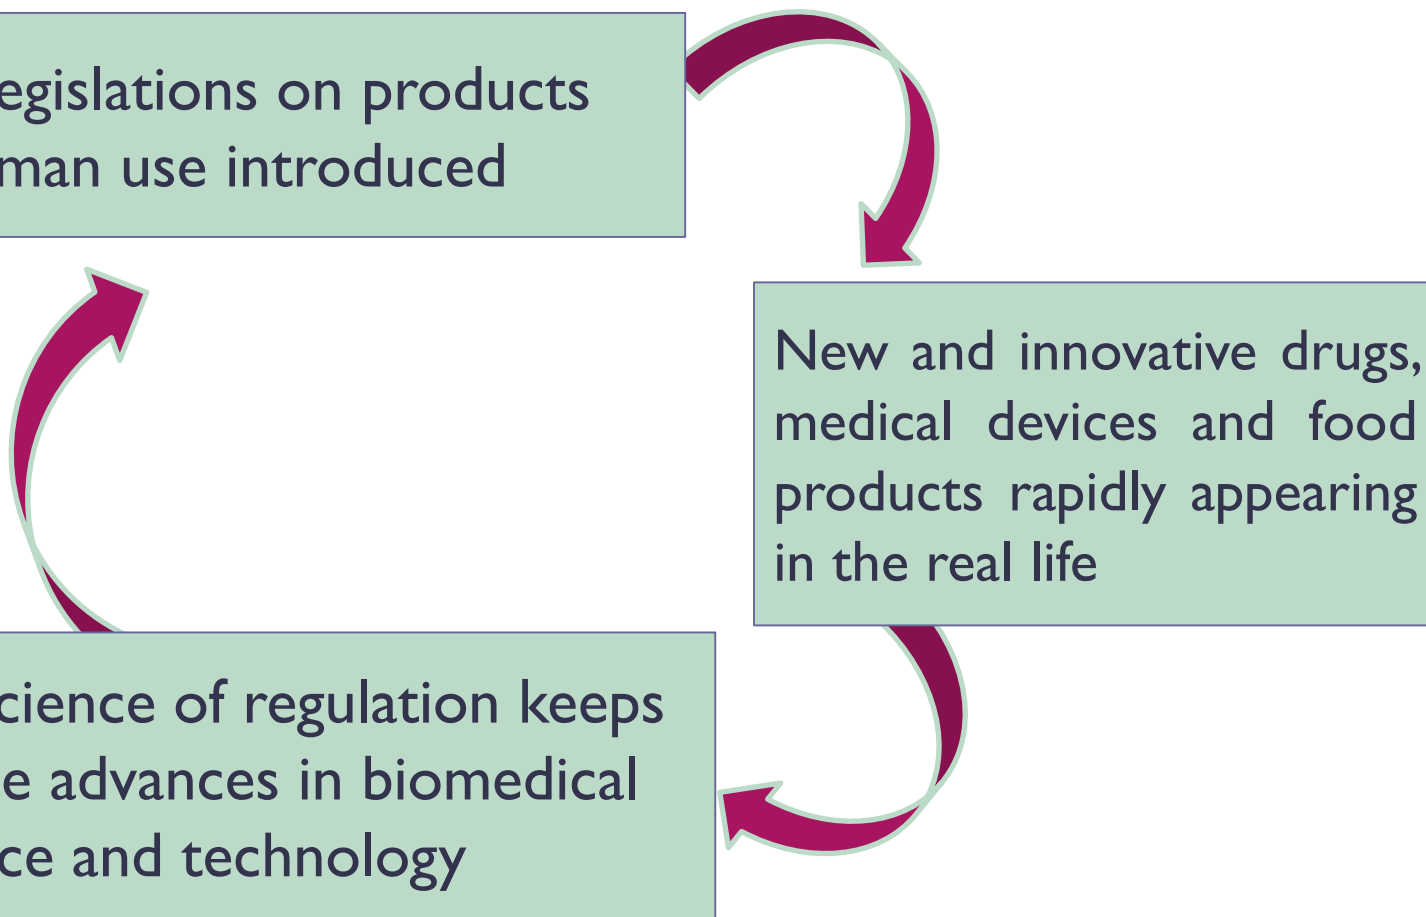 egislations on products
man use introduced
New and innovative drugs,
medical devices and food
products rapidly appearing
in the real life
cience of regulation keeps
e advances in biomedical
ce and technology